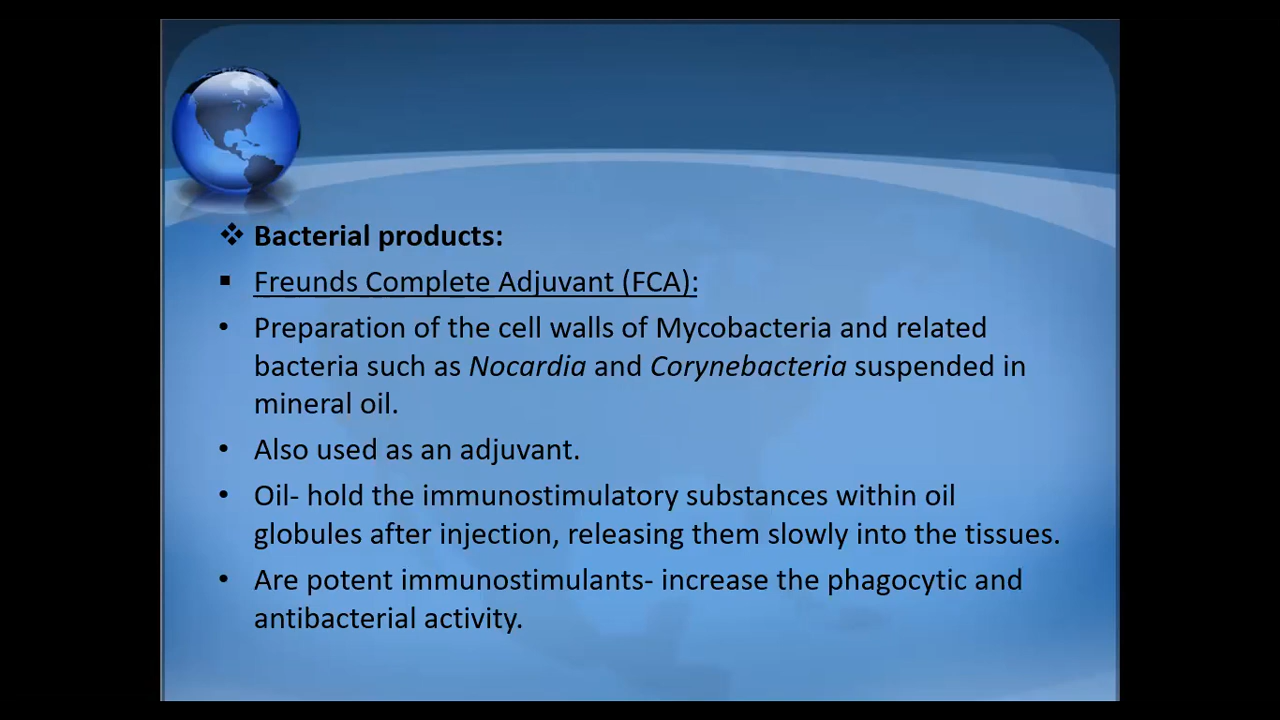 ❖ Bacterial products:
▪ Freunds Complete Adjuvant (FCA):
• Preparation of the cell walls of Mycobacteria and related
bacteria such as Nocardia and Corynebacteria suspended in
mineral oil.
• Also used as an adjuvant.
• Oil- hold the immunostimulatory substances within oil
globules after injection, releasing them slowly into the tissues.
• Are potent immunostimulants- increase the phagocytic and
antibacterial activity.